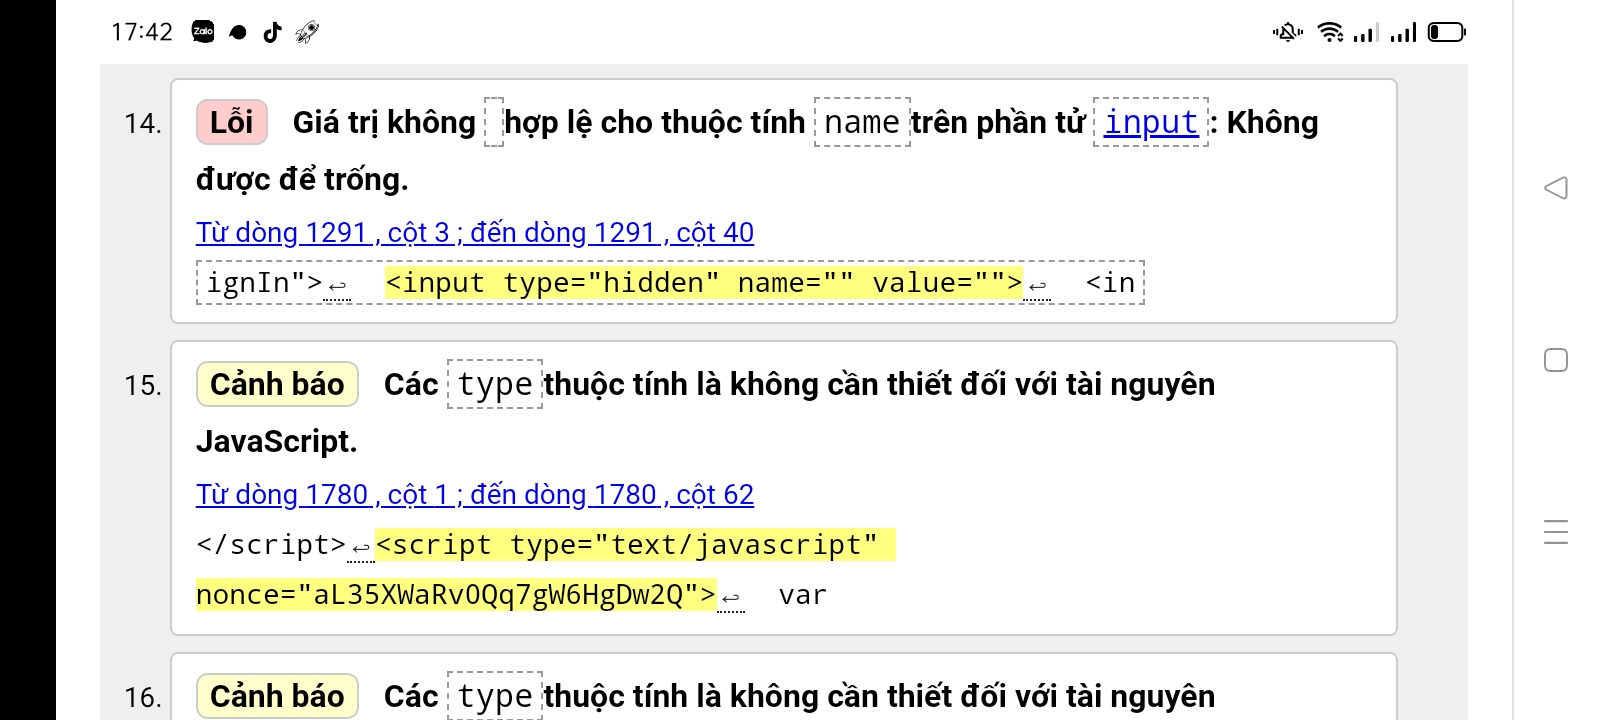 17:42 Zalo
14. Lỗi Giá trị không hợp lệ cho thuộc tính name trên phần tử input : Không
được để trống.
Từ dòng 1291 , cột 3 ; đến dòng 1291 , cột 40
ignIn">↩ <input type="hidden" name="" value="">↩ <in
15. Cảnh báo Các type thuộc tính là không cần thiết đối với tài nguyên
JavaScript.
Từ dòng 1780 , cột 1 ; đến dòng 1780 , cột 62
</script>↩<script type="text/javascript"
nonce="aL35XWaRv0Qq7gW6HgDw2Q">↩ var
16. Cảnh báo Các type thuộc tính là không cần thiết đối với tài nguyên